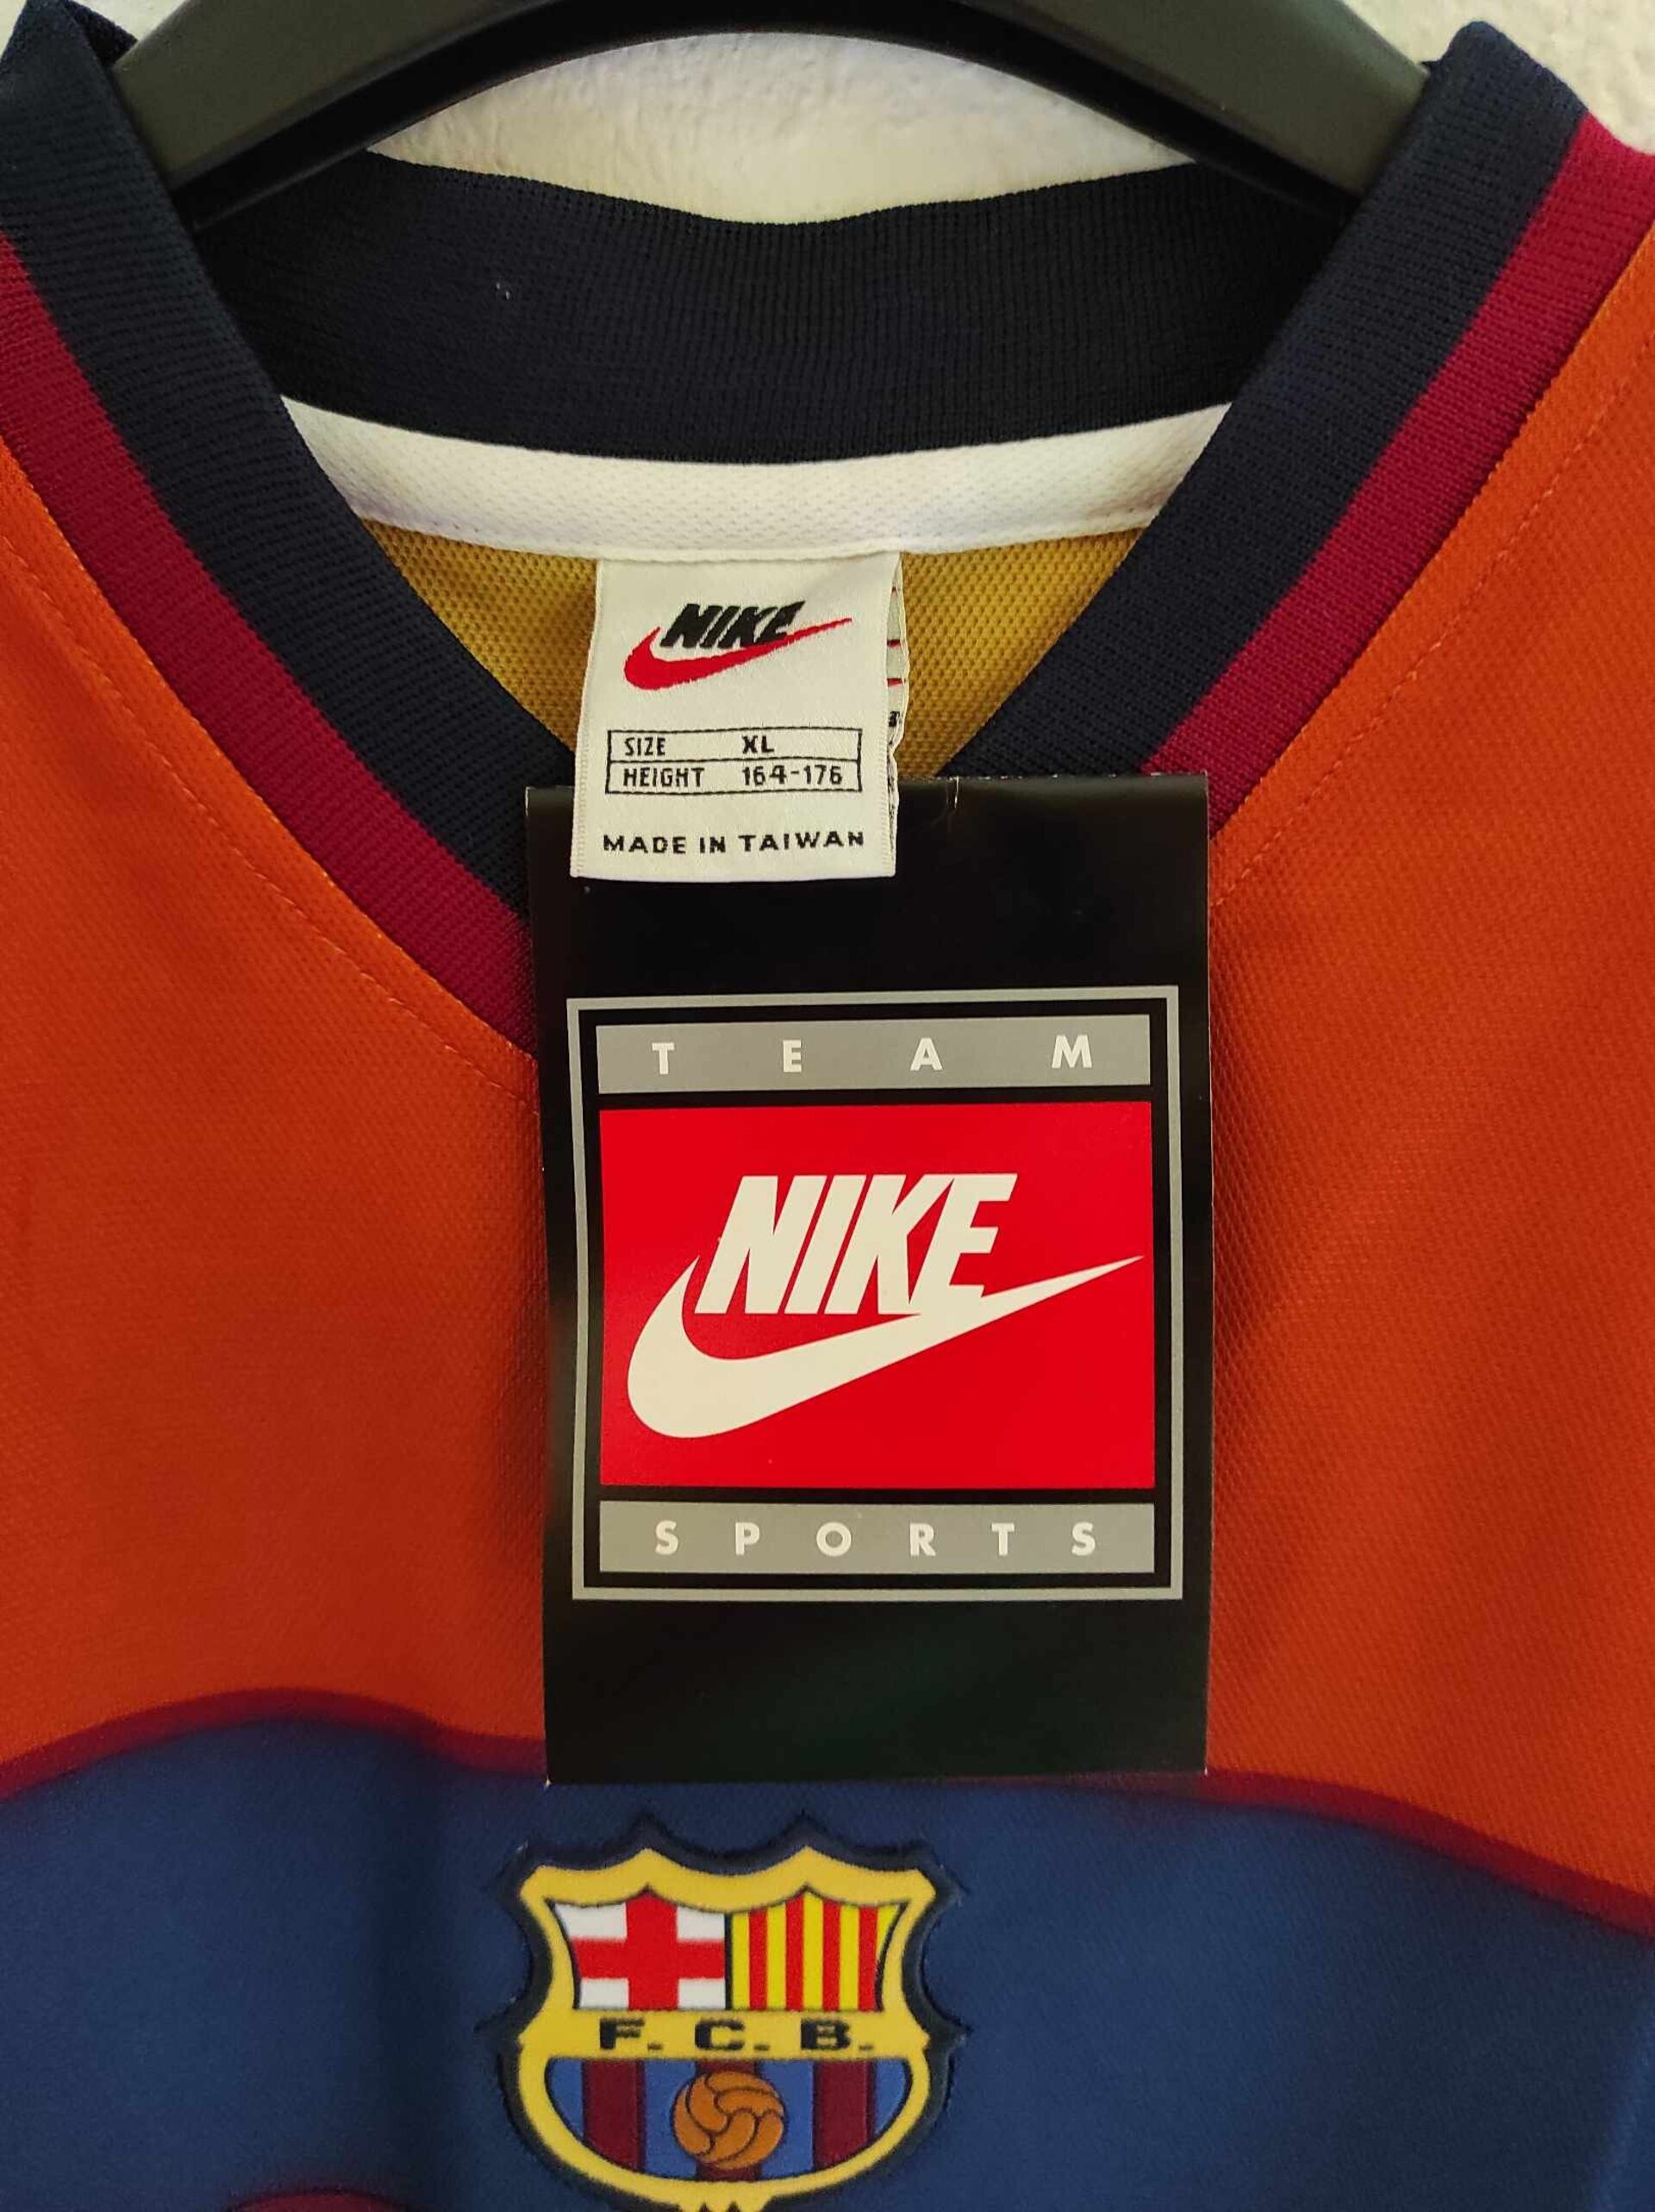 NIKE
SIZE XL
HEIGHT 164-176
MADE IN TAIWAN
TEAM
NIKE
SPORTS
F. C. B.